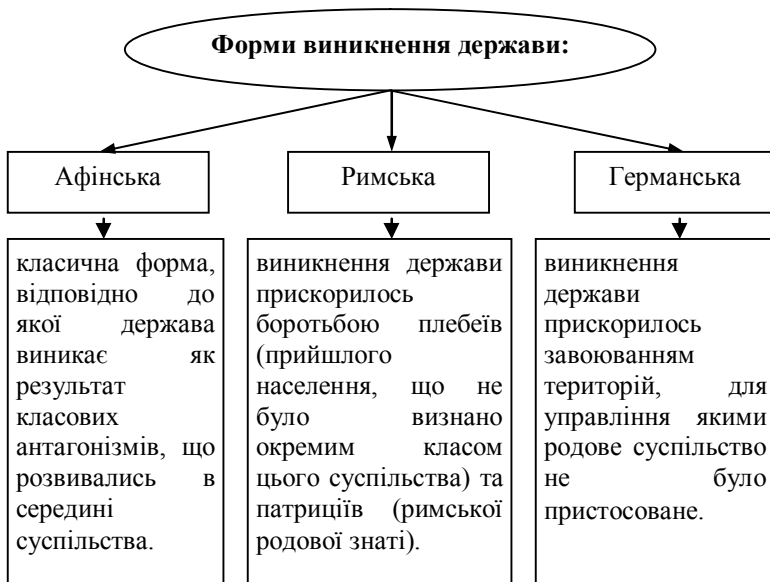 Форми виникнення держави:
Афінська
Римська
Германська
класична форма,
відповідно до
якої держава
виникає як
результат
класових
антагонізмів, що
розвивались в
середині
суспільства.
виникнення держави
прискорилось
боротьбою плебеїв
(прийшлого
населення, що не
було визнано
окремим класом
цього суспільства) та
патриціїв (римської
родової знаті).
виникнення
держави
прискорилось
завоюванням
територій, для
управління якими
родове суспільство
не було
пристосоване.